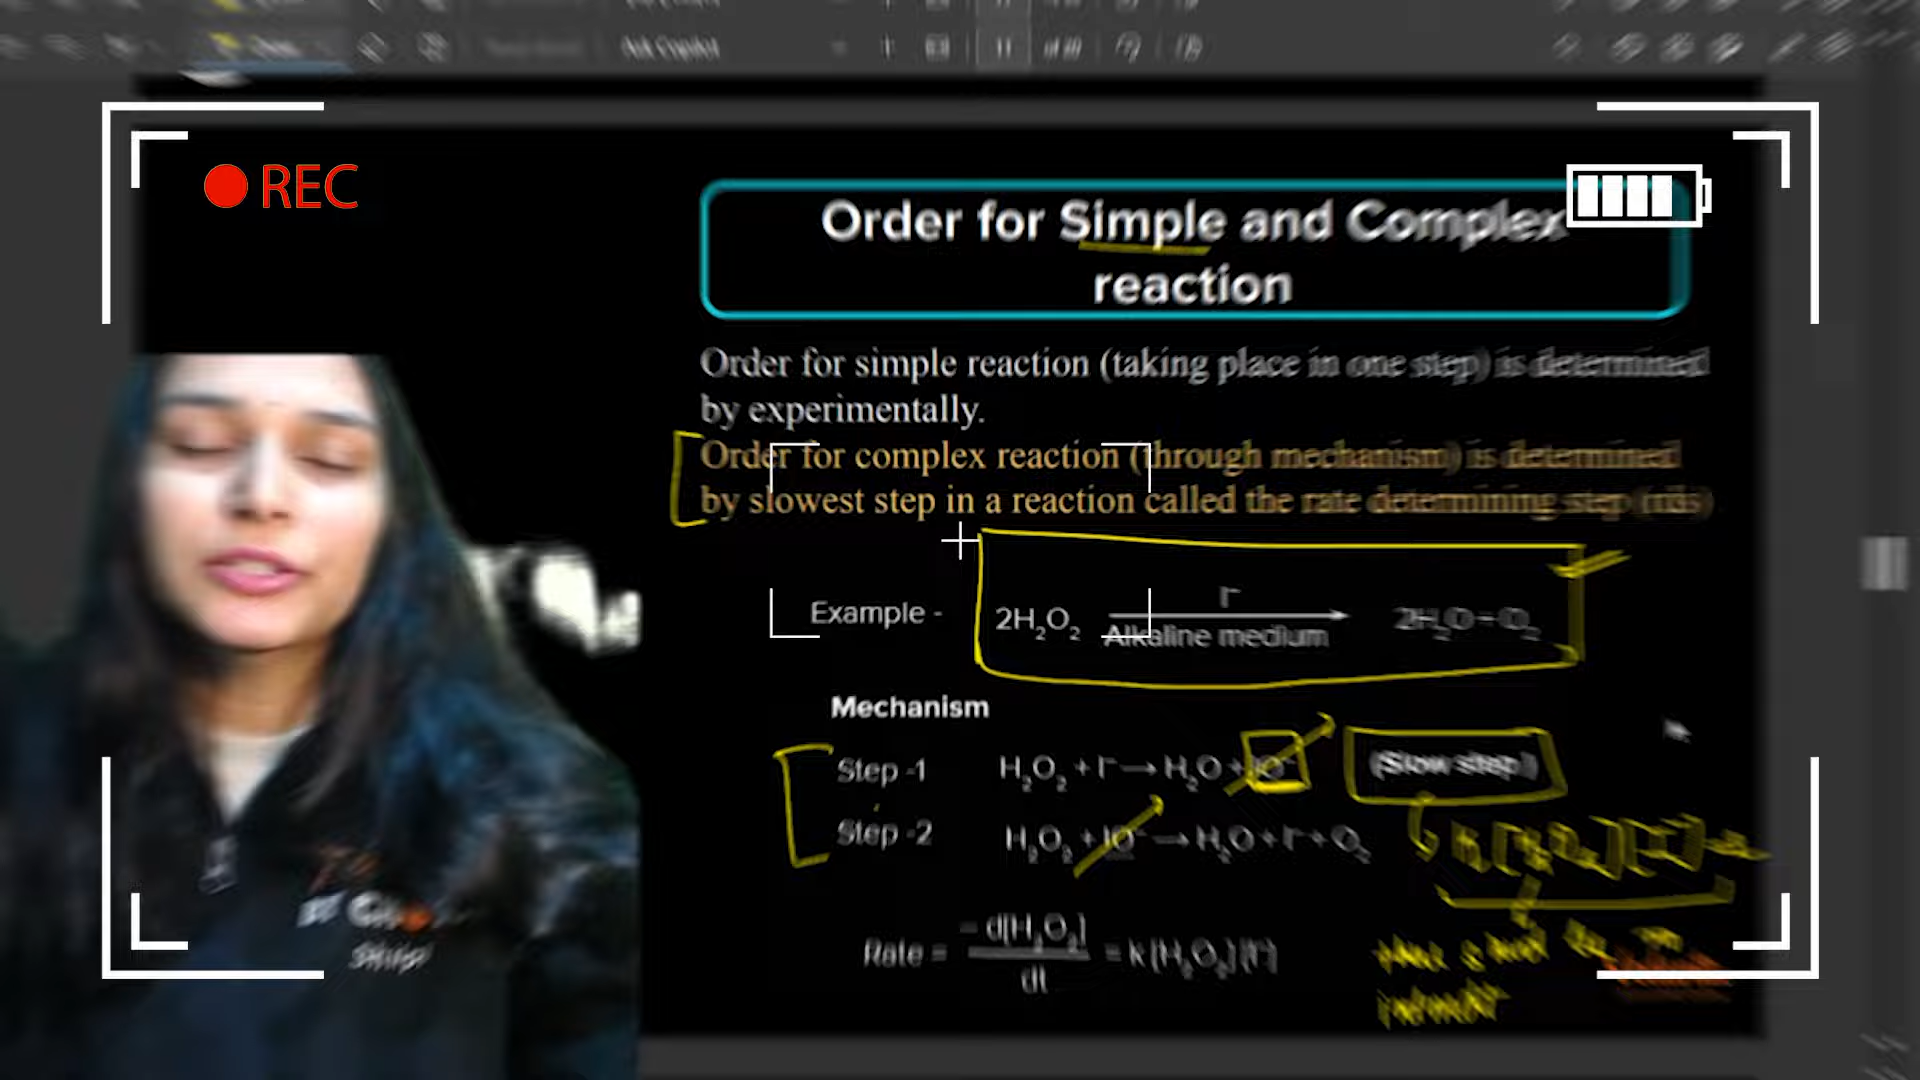 Ask Copilot
11
REC
Order for Simple and Complex
reaction
Order for simple reaction (taking place in one step) is determined
by experimentally.
Order for complex reaction (through mechanism) is determined
by slowest step in a reaction called the rate determining step (rds)
Example - 2H₂O₂ I⁻ Alkaline medium 2H₂O + O₂
Mechanism
Step -1 H₂O₂ + I⁻ → H₂O + IO⁻ (Slow step)
Step -2 H₂O₂ + IO⁻ → H₂O + I⁻ + O₂
Rate = - d[H₂O₂] / dt = k [H₂O₂] [I⁻]